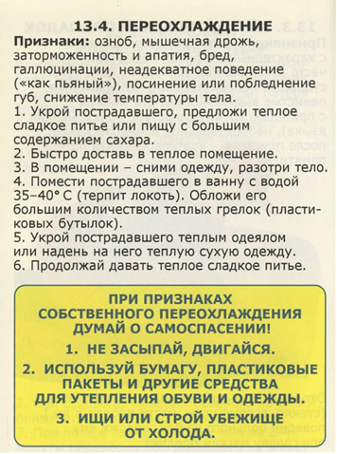 13.4. ПЕРЕОХЛАЖДЕНИЕ
Признаки: озноб, мышечная дрожь,
заторможенность и апатия, бред,
галлюцинации, неадекватное поведение
(«как пьяный»), посинение или побледнение
губ, снижение температуры тела.
1. Укрой пострадавшего, предложи теплое
сладкое питье или пищу с большим
содержанием сахара.
2. Быстро доставь в теплое помещение.
3. В помещении – сними одежду, разотри тело.
4. Помести пострадавшего в ванну с водой
35–40° С (терпит локоть). Обложи его
большим количеством теплых грелок (пласти-
ковых бутылок).
5. Укрой пострадавшего теплым одеялом
или надень на него теплую сухую одежду.
6. Продолжай давать теплое сладкое питье.
ПРИ ПРИЗНАКАХ
СОБСТВЕННОГО ПЕРЕОХЛАЖДЕНИЯ
ДУМАЙ О САМОСПАСЕНИИ!
1. НЕ ЗАСЫПАЙ, ДВИГАЙСЯ.
2. ИСПОЛЬЗУЙ БУМАГУ, ПЛАСТИКОВЫЕ
ПАКЕТЫ И ДРУГИЕ СРЕДСТВА
ДЛЯ УТЕПЛЕНИЯ ОБУВИ И ОДЕЖДЫ.
3. ИЩИ ИЛИ СТРОЙ УБЕЖИЩЕ
ОТ ХОЛОДА.